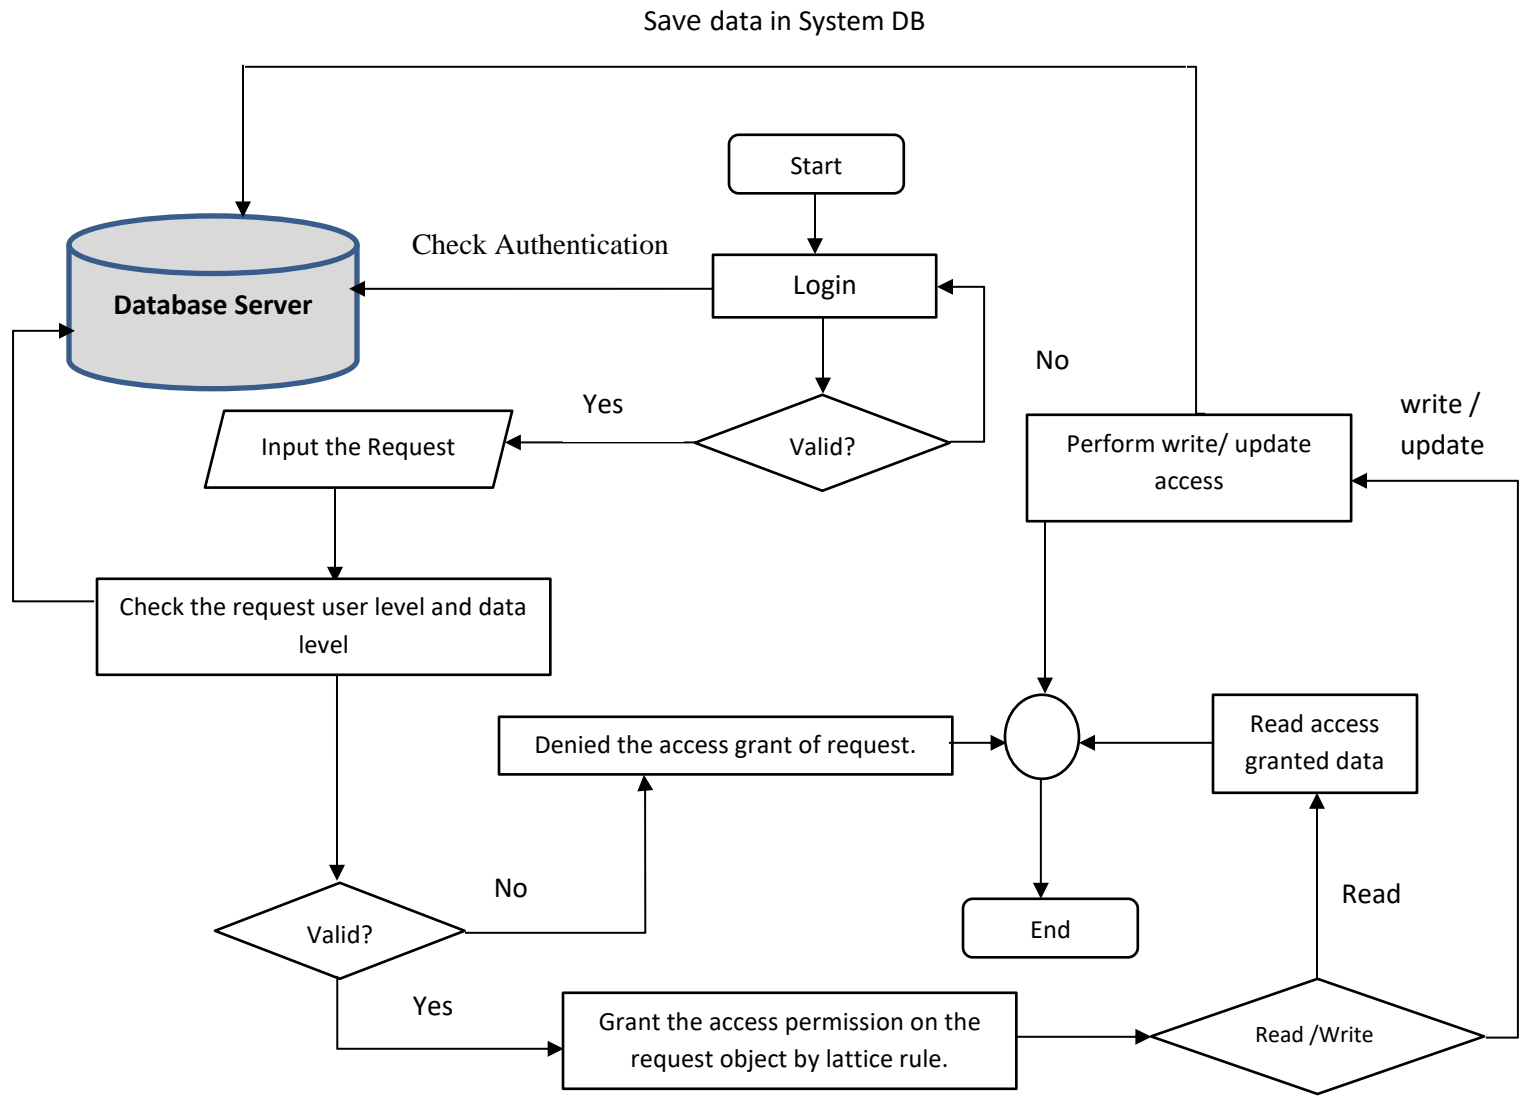 Save data in System DB
Start
Check Authentication
Login
Database Server
No
Yes
write /
update
Input the Request
Valid?
Perform write/ update
access
Check the request user level and data
level
Denied the access grant of request.
Read access
granted data
No
Read
Valid?
End
Yes
Grant the access permission on the
request object by lattice rule.
Read /Write